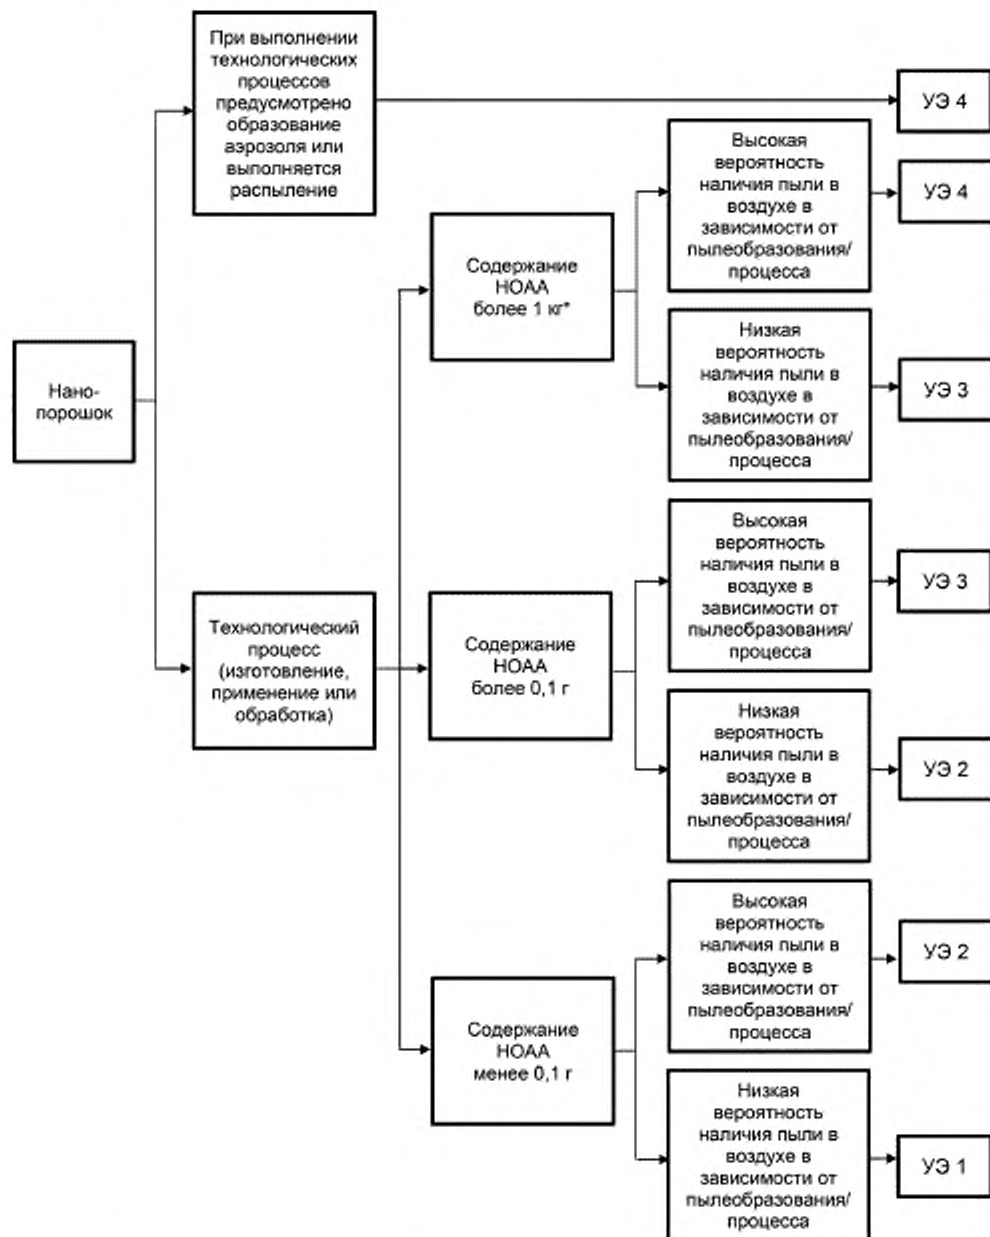 При выполнении
технологических
процессов
предусмотрено
образование
аэрозоля или
выполняется
распыление
УЭ 4
Высокая
вероятность
наличия пыли в
воздухе в
зависимости от
пылеобразования/
процесса
УЭ 4
Содержание
НОАА
более 1 кг*
Низкая
вероятность
наличия пыли в
воздухе в
зависимости от
пылеобразования/
процесса
УЭ 3
Нано-
порошок
Высокая
вероятность
наличия пыли в
воздухе в
зависимости от
пылеобразования/
процесса
УЭ 3
Технологический
процесс
(изготовление,
применение или
обработка)
Содержание
НОАА
более 0,1 г
Низкая
вероятность
наличия пыли в
воздухе в
зависимости от
пылеобразования/
процесса
УЭ 2
Высокая
вероятность
наличия пыли в
воздухе в
зависимости от
пылеобразования/
процесса
УЭ 2
Содержание
НОАА
менее 0,1 г
Низкая
вероятность
наличия пыли в
воздухе в
зависимости от
пылеобразования/
процесса
УЭ 1